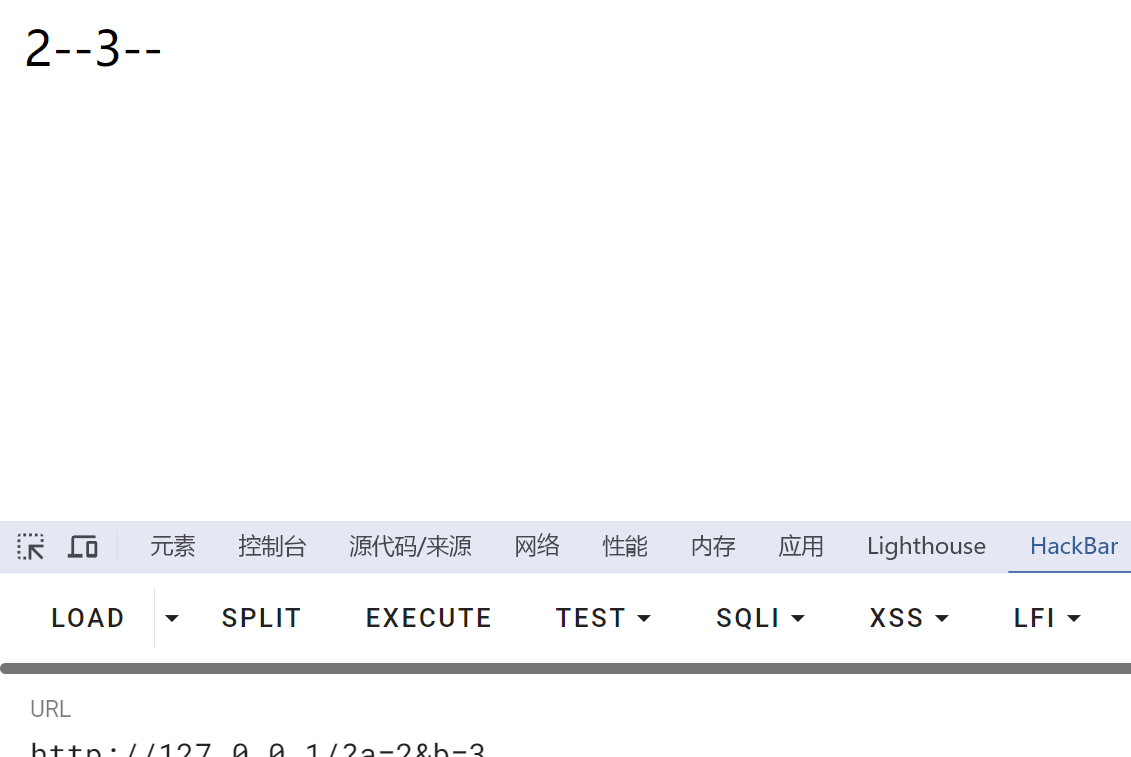 2--3--
元素 控制台 源代码/来源 网络 性能 内存 应用 Lighthouse HackBar
LOAD SPLIT EXECUTE TEST SQLI XSS LFI
URL
http://127.0.0.1/?a=2&b=3